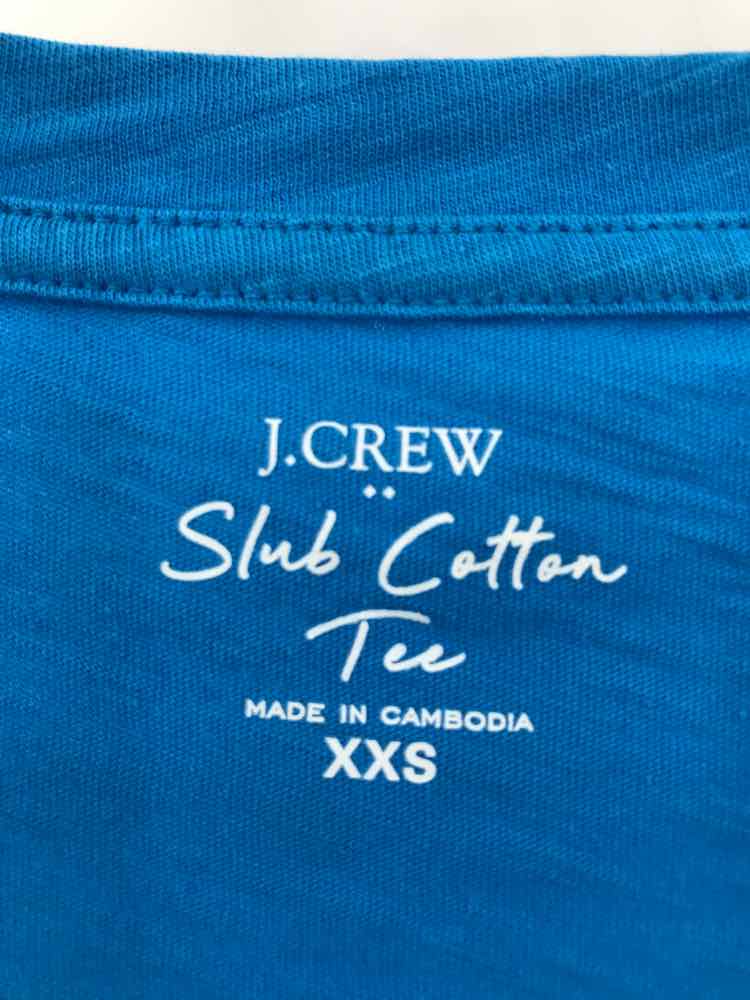 J.CREW
Slub Cotton
Tee
MADE IN CAMBODIA
XXS